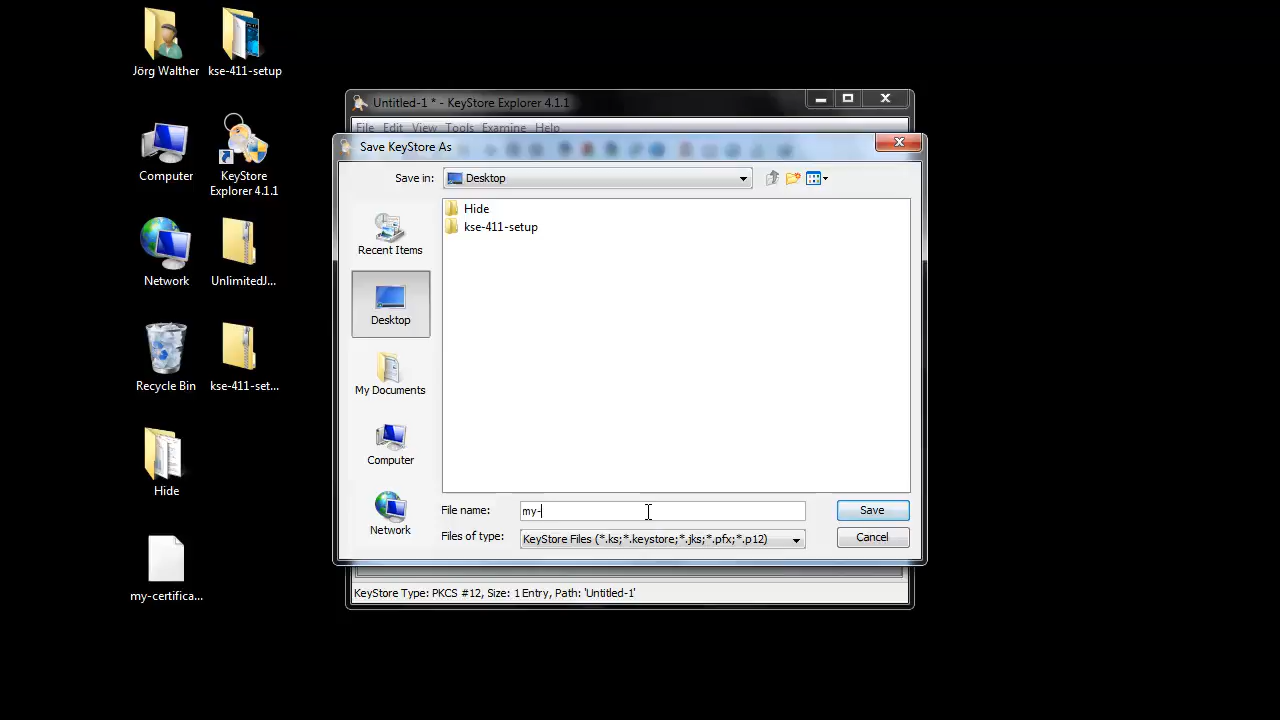 Jörg Walther
kse-411-setup
Computer
KeyStore
Explorer 4.1.1
Network
UnlimitedJ...
Recycle Bin
kse-411-set...
Hide
my-certifica...
Untitled-1 * - KeyStore Explorer 4.1.1
File Edit View Tools Examine Help
Save KeyStore As
Save in:
Desktop
Recent Items
Desktop
My Documents
Computer
Network
Hide
kse-411-setup
File name:
my-
Save
Files of type:
KeyStore Files (*.ks;*.keystore;*.jks;*.pfx;*.p12)
Cancel
KeyStore Type: PKCS #12, Size: 1 Entry, Path: 'Untitled-1'